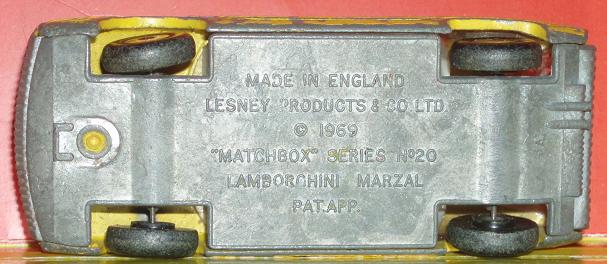 MADE IN ENGLAND
LESNEY PRODUCTS & CO. LTD.
© 1969
"MATCHBOX" SERIES Nº20
LAMBORGHINI MARZAL
PAT. APP.